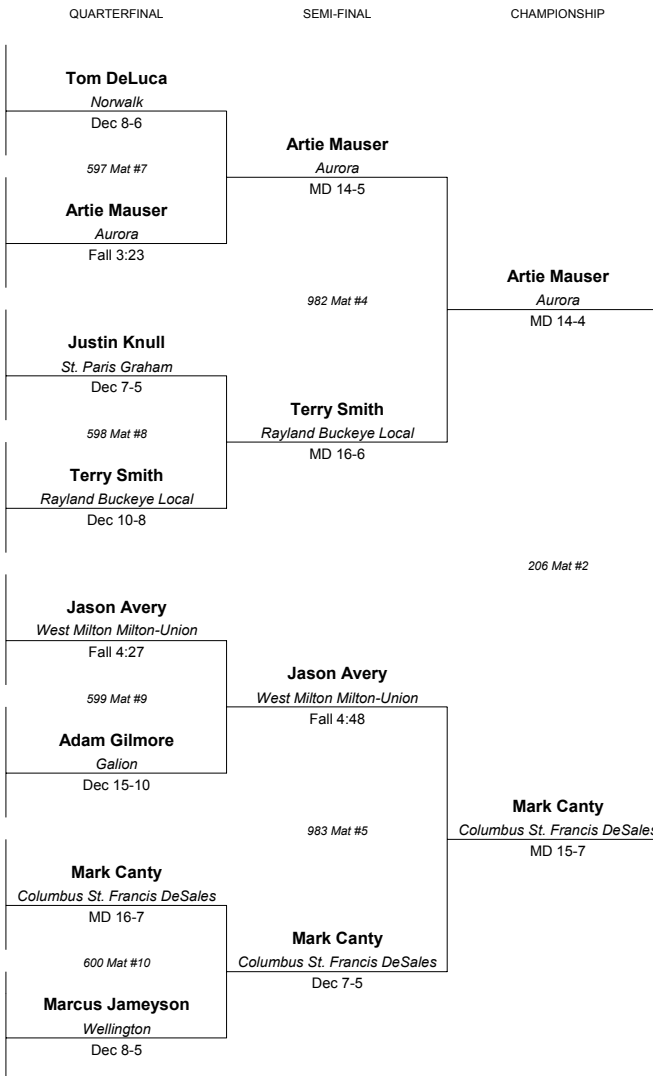 QUARTERFINAL SEMI-FINAL CHAMPIONSHIP
Tom DeLuca
Norwalk
Dec 8-6
597 Mat #7
Artie Mauser
Aurora
Fall 3:23
Artie Mauser
Aurora
MD 14-5
Justin Knull
St. Paris Graham
Dec 7-5
598 Mat #8
Terry Smith
Rayland Buckeye Local
Dec 10-8
982 Mat #4
Terry Smith
Rayland Buckeye Local
MD 16-6
Artie Mauser
Aurora
MD 14-4
206 Mat #2
Jason Avery
West Milton Milton-Union
Fall 4:27
599 Mat #9
Adam Gilmore
Galion
Dec 15-10
Jason Avery
West Milton Milton-Union
Fall 4:48
983 Mat #5
Mark Canty
Columbus St. Francis DeSales
MD 16-7
600 Mat #10
Marcus Jameyson
Wellington
Dec 8-5
Mark Canty
Columbus St. Francis DeSales
Dec 7-5
Mark Canty
Columbus St. Francis DeSales
MD 15-7